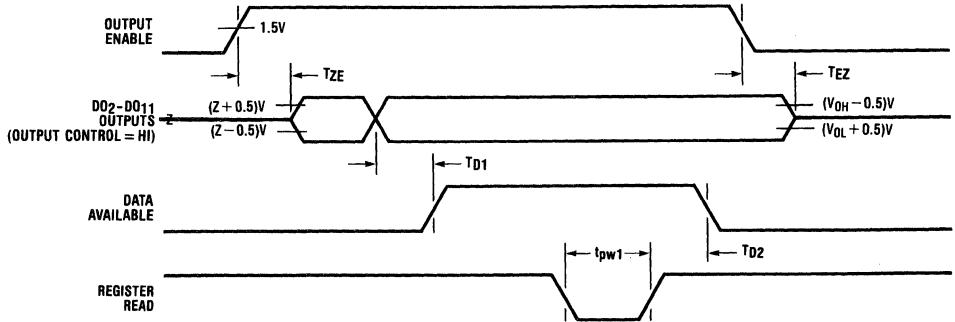 OUTPUT
ENABLE
1.5V
TZE
TEZ
DO2-DO11
OUTPUTS
(OUTPUT CONTROL = HI)
Z
(Z + 0.5)V
(Z - 0.5)V
(VOH - 0.5)V
(VOL + 0.5)V
TD1
DATA
AVAILABLE
tpw1
TD2
REGISTER
READ